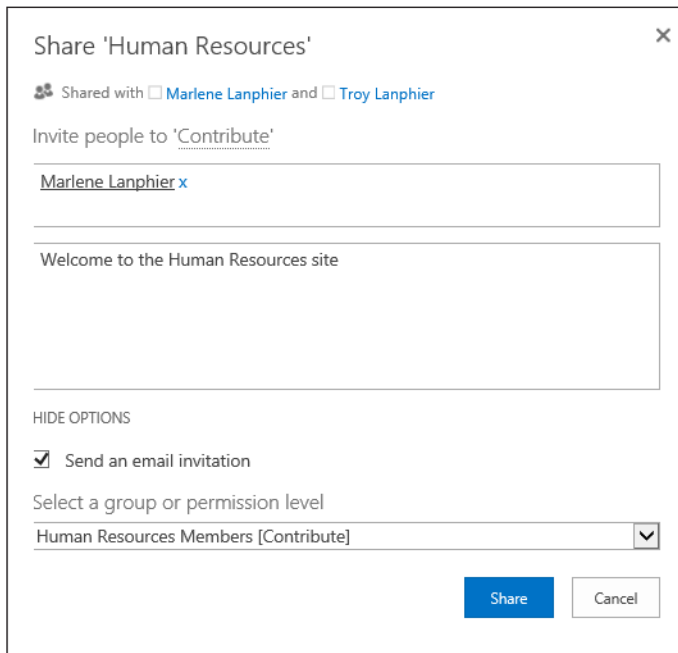 Share 'Human Resources'
Shared with Marlene Lanphier and Troy Lanphier
Invite people to 'Contribute'
Marlene Lanphier x
Welcome to the Human Resources site
HIDE OPTIONS
Send an email invitation
Select a group or permission level
Human Resources Members [Contribute]
Share Cancel